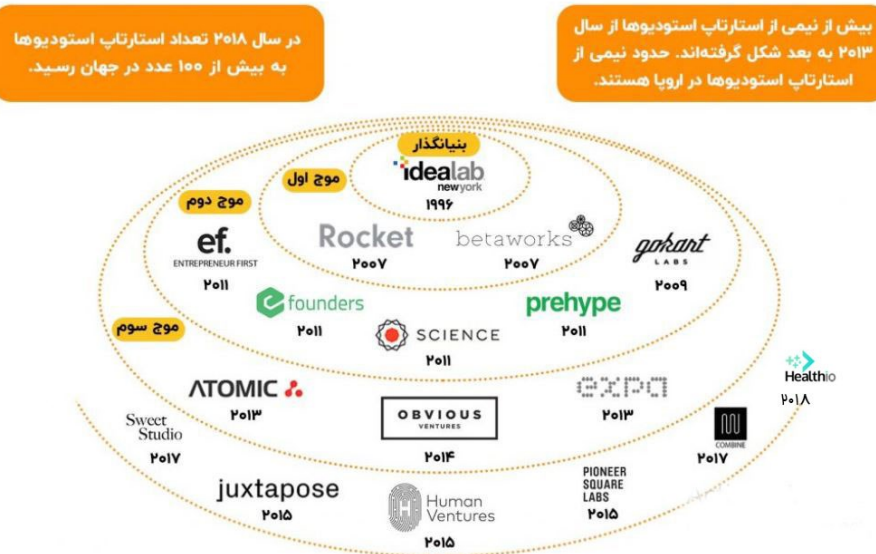 در سال ۲۰۱۸ تعداد استارتاپ استودیوها
به بیش از ۱۰۰ عدد در جهان رسید.
بیش از نیمی از استارتاپ استودیوها از سال
۲۰۱۳ به بعد شکل گرفته‌اند. حدود نیمی از
استارتاپ استودیوها در اروپا هستند.
بنیانگذار
idealab
newyork
۱۹۹۶
موج اول
Rocket
۲۰۰۷
betaworks
۲۰۰۷
موج دوم
ef.
ENTREPRENEUR FIRST
۲۰۱۱
gokart
LABS
۲۰۰۹
e founders
۲۰۱۱
SCIENCE
۲۰۱۱
prehype
۲۰۱۱
موج سوم
ATOMIC
۲۰۱۳
OBVIOUS
VENTURES
۲۰۱۴
expa
۲۰۱۳
Healthio
۲۰۱۸
Sweet
Studio
۲۰۱۷
juxtapose
۲۰۱۵
H Human
Ventures
۲۰۱۵
PIONEER
SQUARE
LABS
۲۰۱۵
COMBINE
۲۰۱۷